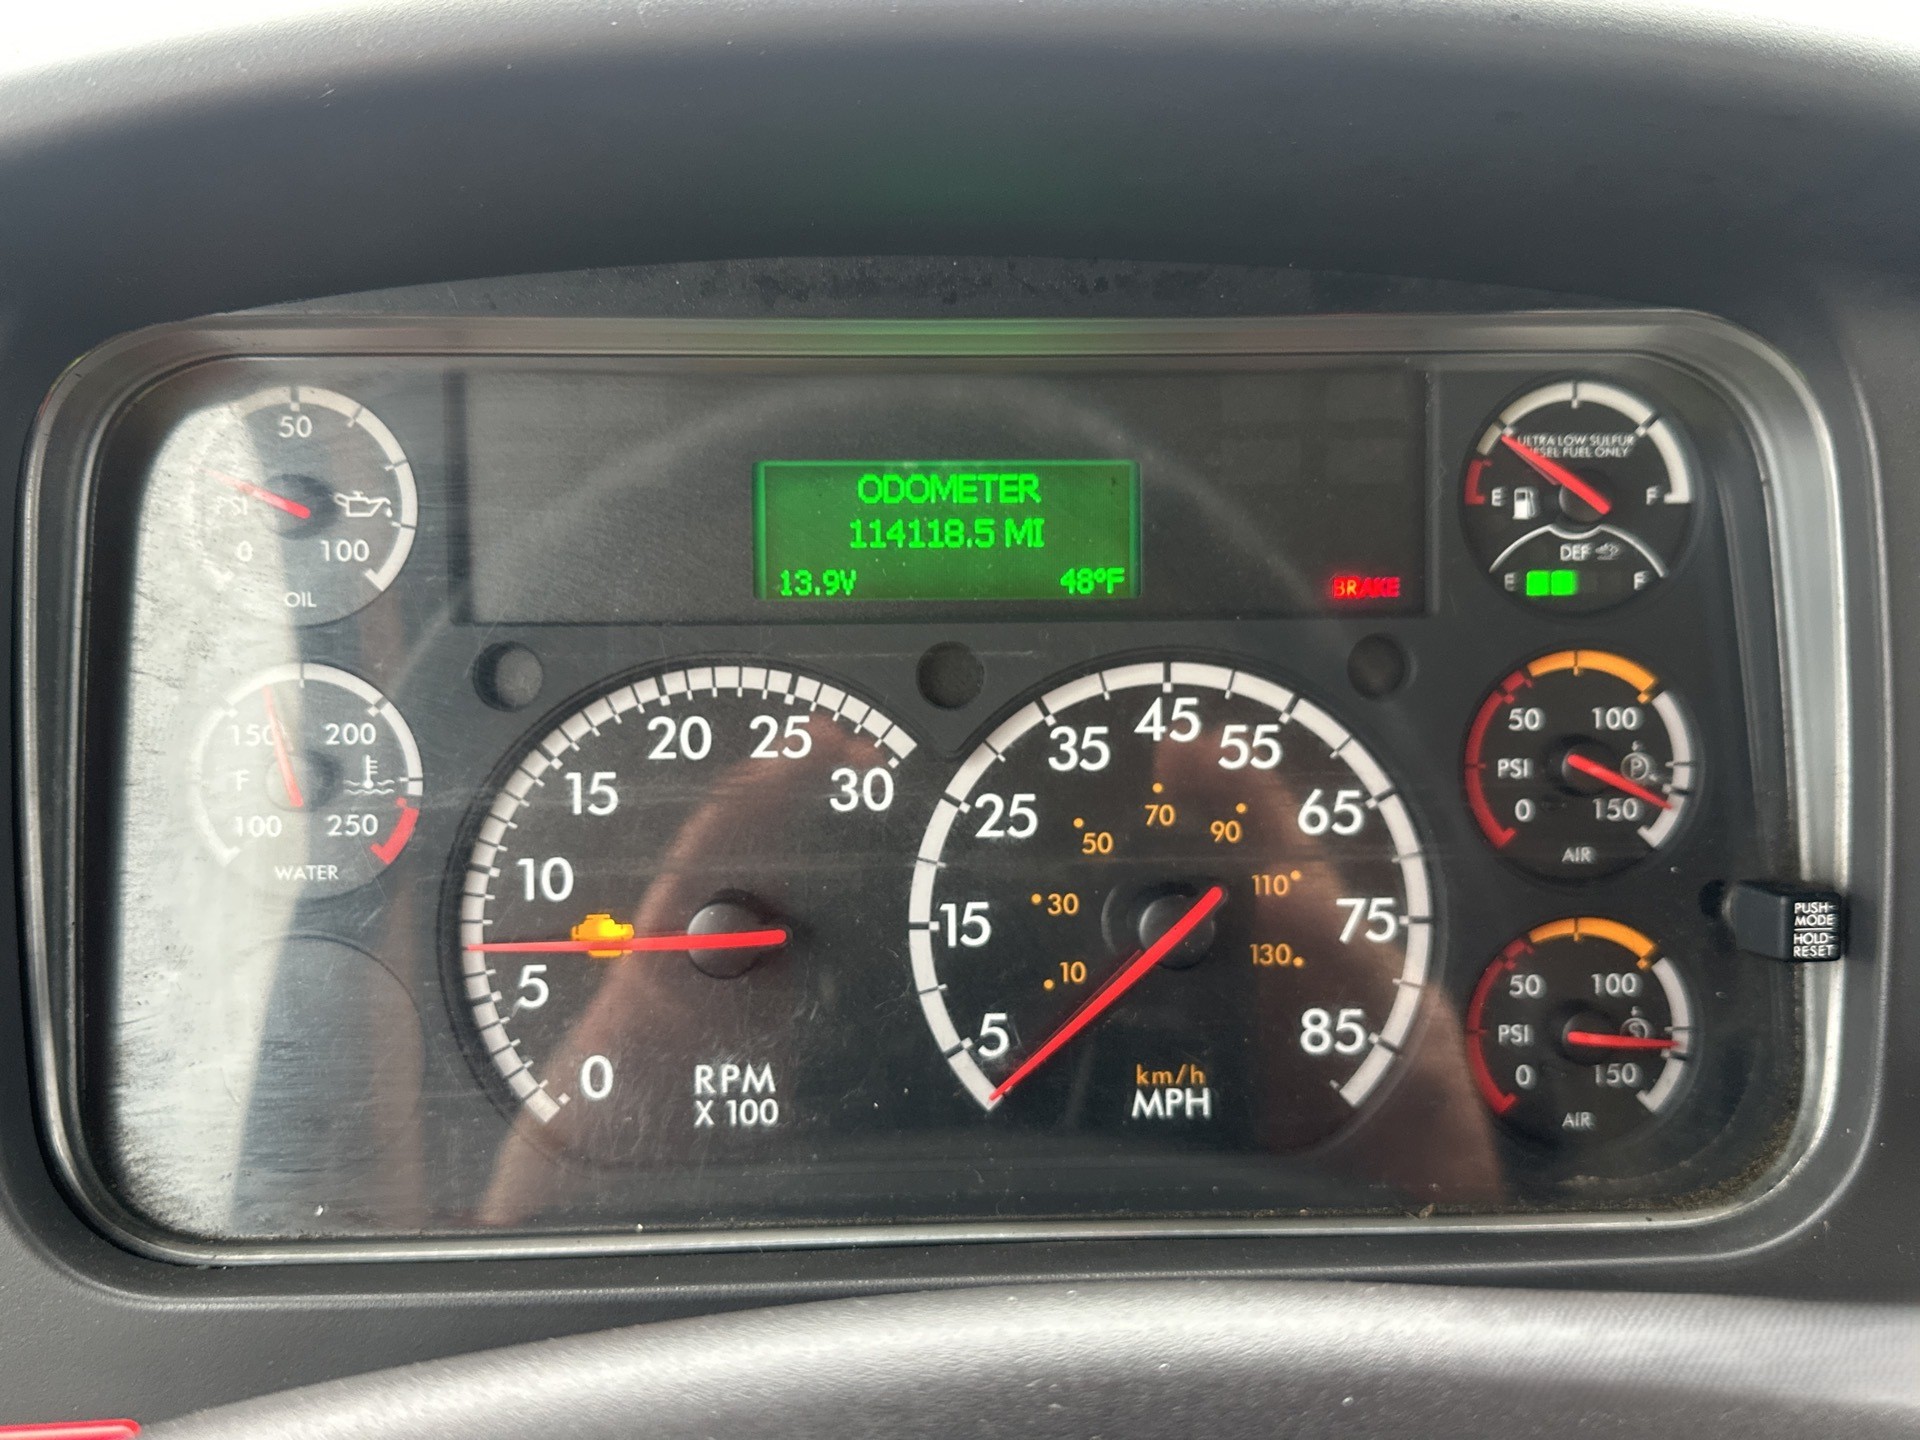 50
PSI
0 100
OIL
150 200
F
100 250
WATER
ODOMETER
114118.5 MI
13.9V 48°F
BRAKE
ULTRA LOW SULFUR
DIESEL FUEL ONLY
E F
DEF
E F
0
5
10
15
20
25
30
RPM
X 100
5
15
25
35
45
55
65
75
85
10
30
50
70
90
110
130
km/h
MPH
50 100
PSI P
0 150
AIR
50 100
PSI S
0 150
AIR
PUSH-
MODE
HOLD-
RESET